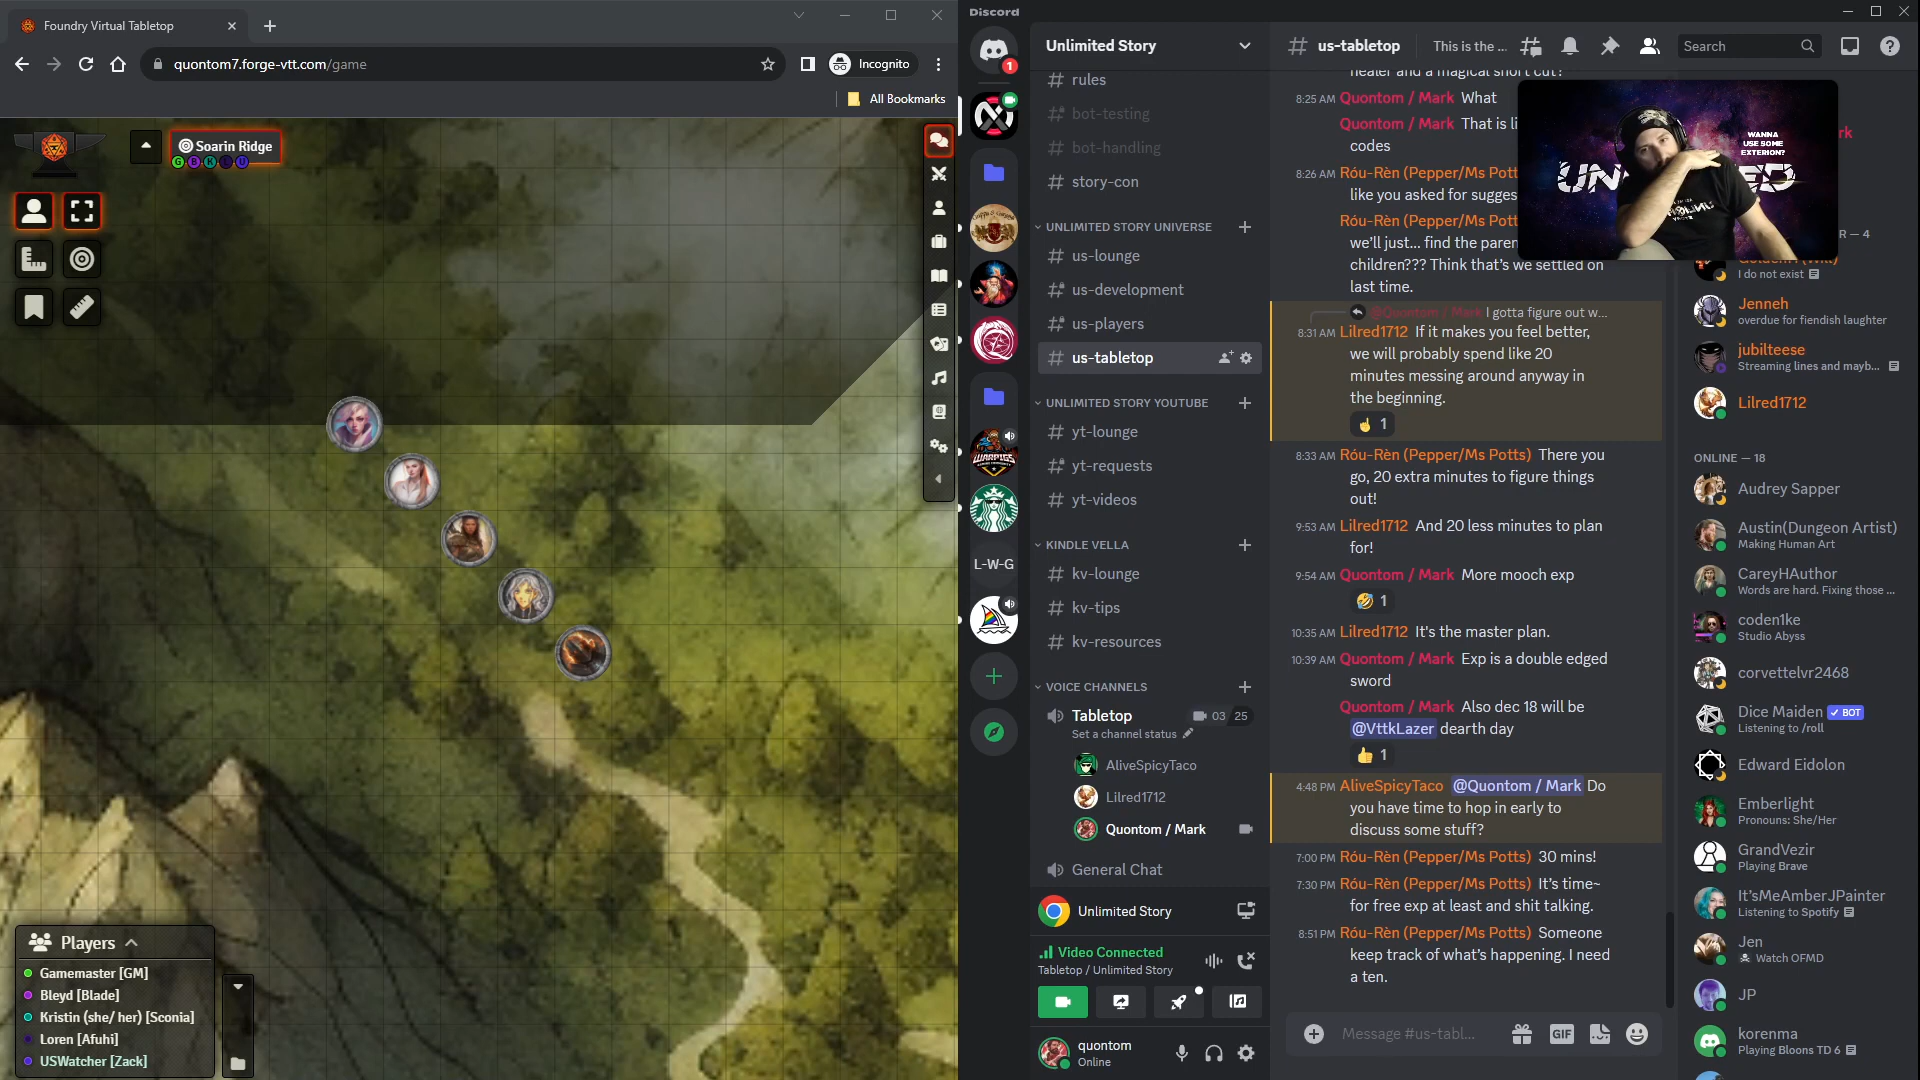 Foundry Virtual Tabletop
quontom7.forge-vtt.com/game
Incognito
All Bookmarks
Soarin Ridge
G B K L U
Players
Gamemaster [GM]
Bleyd [Blade]
Kristin (she/ her) [Sconia]
Loren [Afuhi]
USWatcher [Zack]
Discord
1
L-W-G
WARPIGS
Unlimited Story
rules
bot-testing
bot-handling
story-con
UNLIMITED STORY UNIVERSE
us-lounge
us-development
us-players
us-tabletop
UNLIMITED STORY YOUTUBE
yt-lounge
yt-requests
yt-videos
KINDLE VELLA
kv-lounge
kv-tips
kv-resources
VOICE CHANNELS
Tabletop 03 25
Set a channel status
AliveSpicyTaco
Lilred1712
Quontom / Mark
General Chat
Unlimited Story
Video Connected
Tabletop / Unlimited Story
quontom
Online
us-tabletop This is the ...
Search
healer and a magical short cut?
8:25 AM Quontom / Mark What
Quontom / Mark That is li
codes
8:26 AM Róu-Rèn (Pepper/Ms Potts
like you asked for sugges
Róu-Rèn (Pepper/Ms Potts
we'll just... find the paren
children??? Think that's we settled on
last time.
@Quontom / Mark I gotta figure out w...
8:31 AM Lilred1712 If it makes you feel better,
we will probably spend like 20
minutes messing around anyway in
the beginning.
1
8:33 AM Róu-Rèn (Pepper/Ms Potts) There you
go, 20 extra minutes to figure things
out!
9:53 AM Lilred1712 And 20 less minutes to plan
for!
9:54 AM Quontom / Mark More mooch exp
1
10:35 AM Lilred1712 It's the master plan.
10:39 AM Quontom / Mark Exp is a double edged
sword
Quontom / Mark Also dec 18 will be
@VttkLazer dearth day
1
4:48 PM AliveSpicyTaco @Quontom / Mark Do
you have time to hop in early to
discuss some stuff?
7:00 PM Róu-Rèn (Pepper/Ms Potts) 30 mins!
7:30 PM Róu-Rèn (Pepper/Ms Potts) It's time~
for free exp at least and shit talking.
8:51 PM Róu-Rèn (Pepper/Ms Potts) Someone
keep track of what's happening. I need
a ten.
Message #us-tabl...
GIF
WANNA
USE SOME
EXTERION?
UN
ED
rk
R — 4
I do not exist
Jenneh
overdue for fiendish laughter
jubilteese
Streaming lines and mayb...
Lilred1712
ONLINE — 18
Audrey Sapper
Austin(Dungeon Artist)
Making Human Art
CareyHAuthor
Words are hard. Fixing those ...
coden1ke
Studio Abyss
corvettelvr2468
Dice Maiden BOT
Listening to /roll
Edward Eidolon
Emberlight
Pronouns: She/Her
GrandVezir
Playing Brave
It'sMeAmberJPainter
Listening to Spotify
Jen
Watch OFMD
JP
korenma
Playing Bloons TD 6